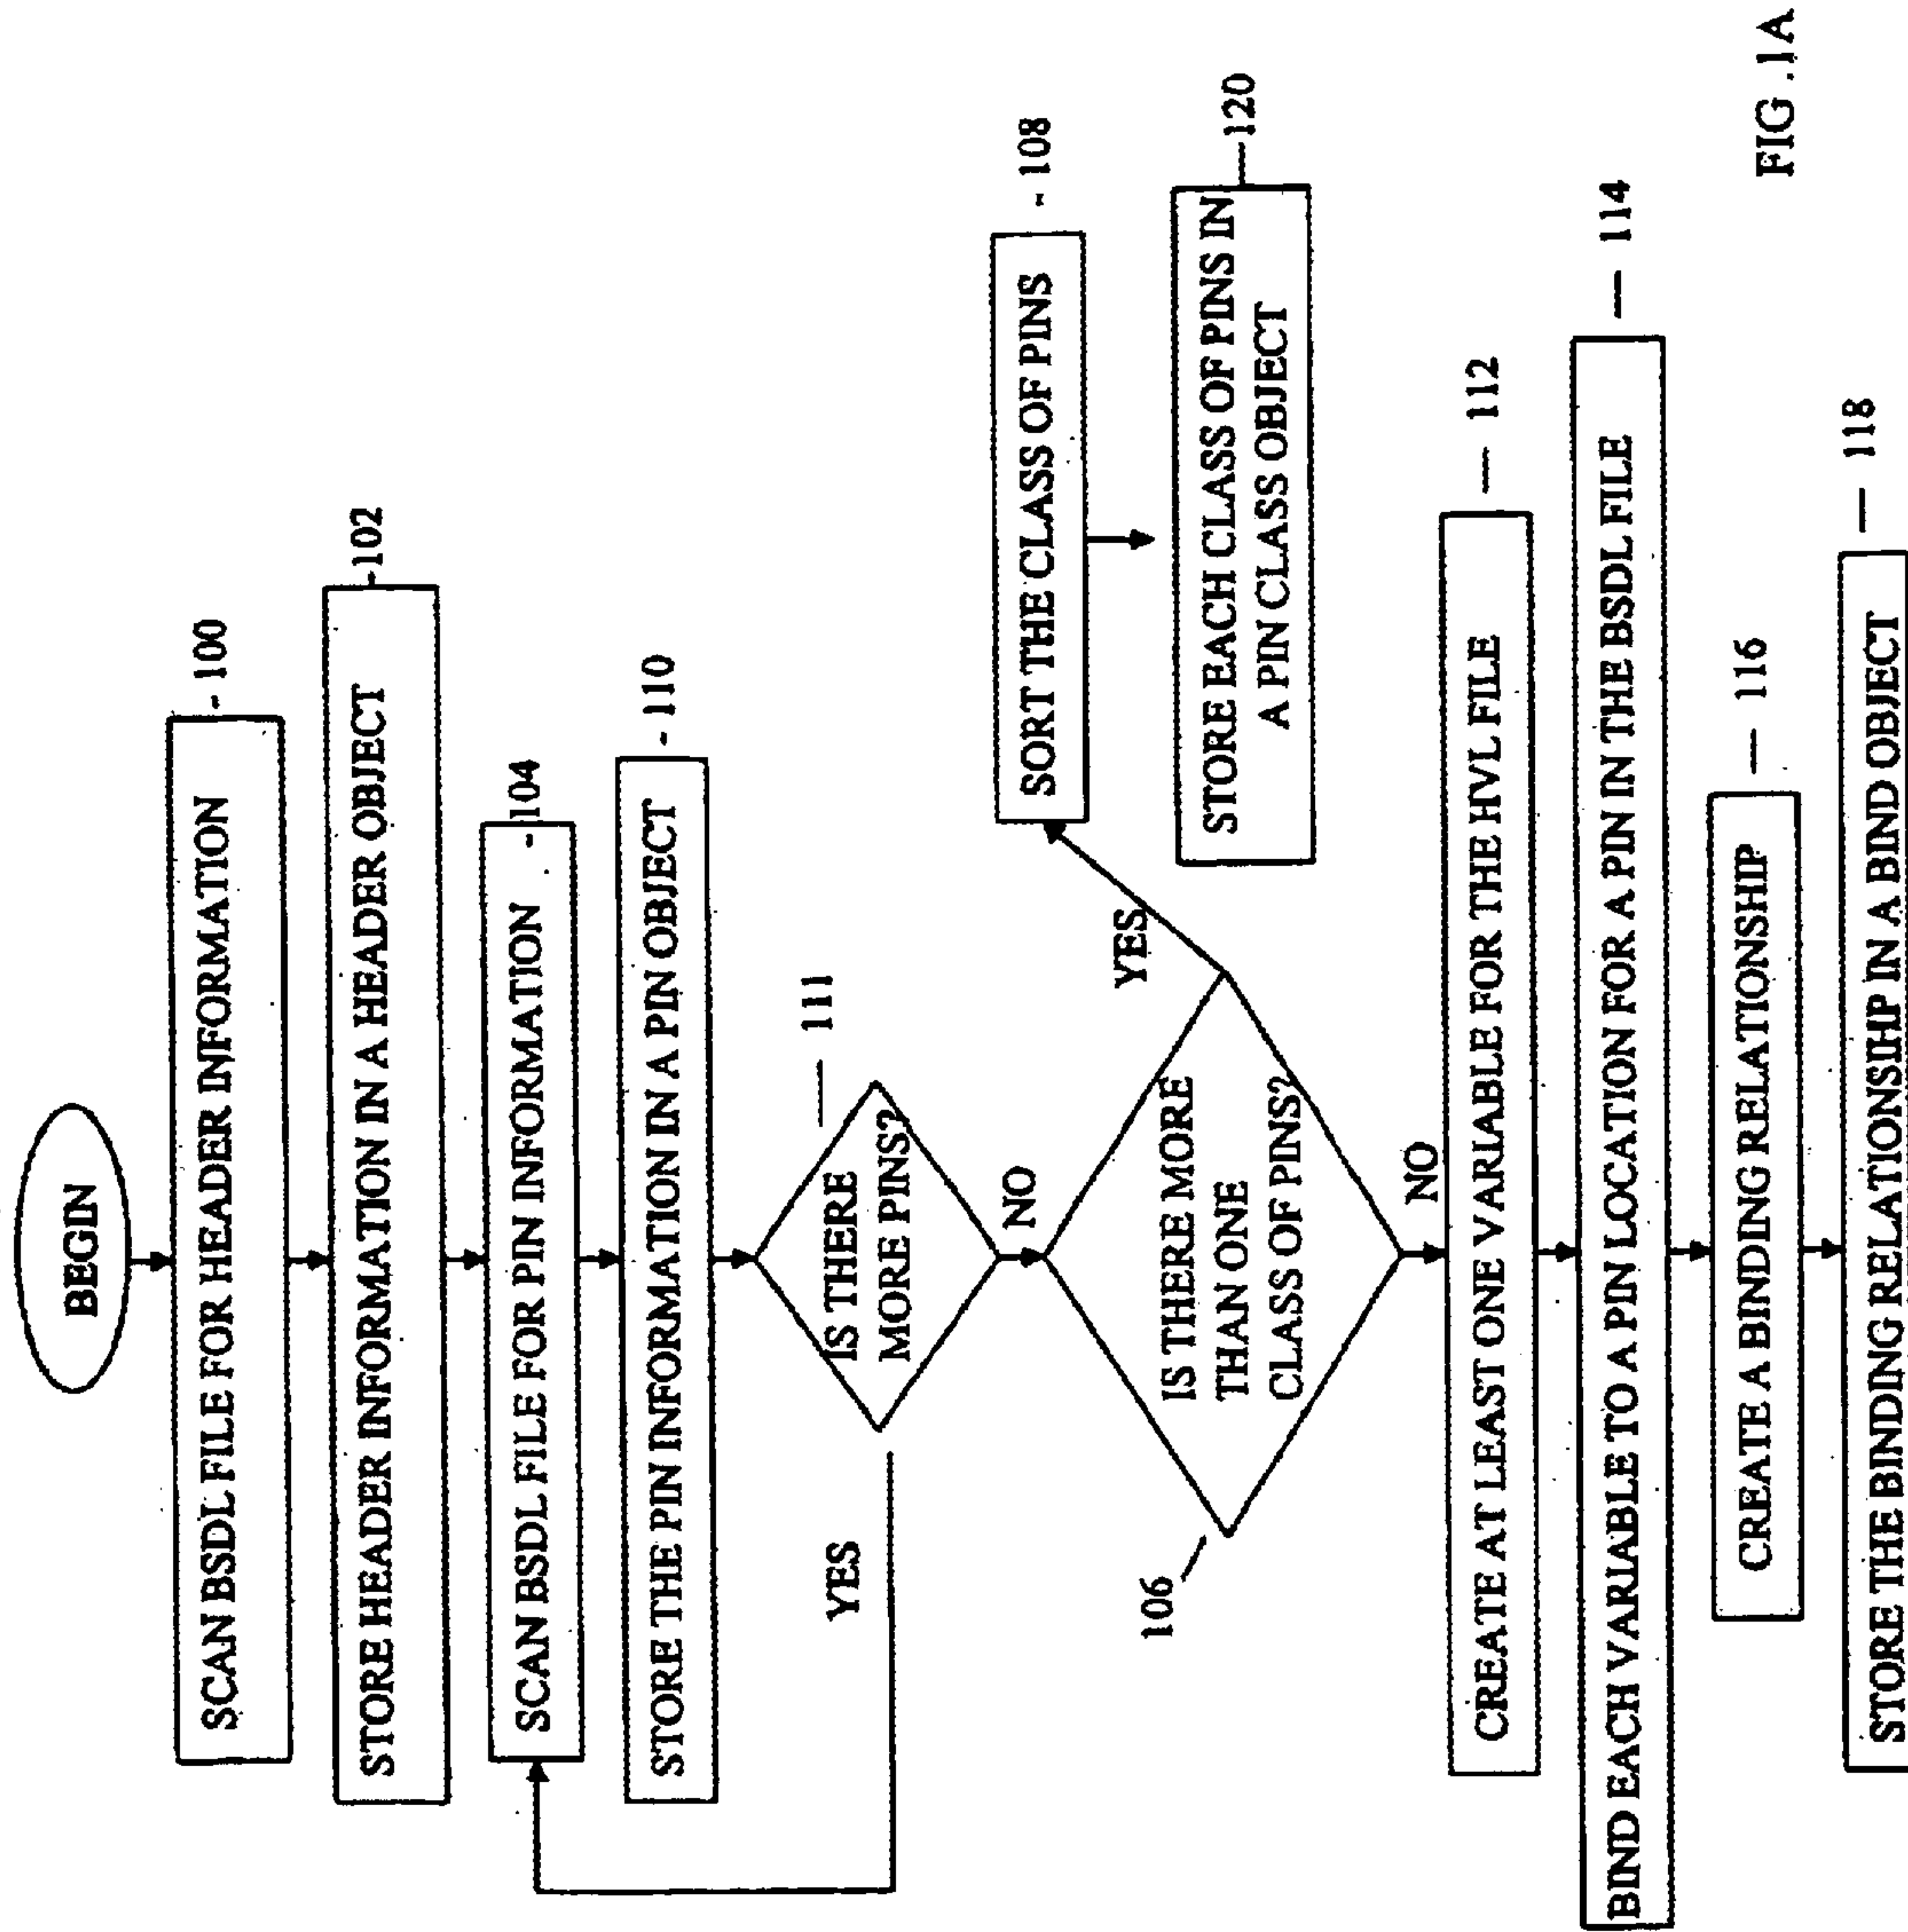 BEGIN
SCAN BSDL FILE FOR HEADER INFORMATION
100
STORE HEADER INFORMATION IN A HEADER OBJECT
102
SCAN BSDL FILE FOR PIN INFORMATION
104
STORE THE PIN INFORMATION IN A PIN OBJECT
110
IS THERE
MORE PINS?
111
YES
NO
IS THERE MORE
THAN ONE
CLASS OF PINS?
106
YES
SORT THE CLASS OF PINS
108
STORE EACH CLASS OF PINS IN
A PIN CLASS OBJECT
120
NO
CREATE AT LEAST ONE VARIABLE FOR THE HVL FILE
112
BIND EACH VARIABLE TO A PIN LOCATION FOR A PIN IN THE BSDL FILE
114
CREATE A BINDING RELATIONSHIP
116
STORE THE BINDING RELATIONSHIP IN A BIND OBJECT
118
FIG.1A